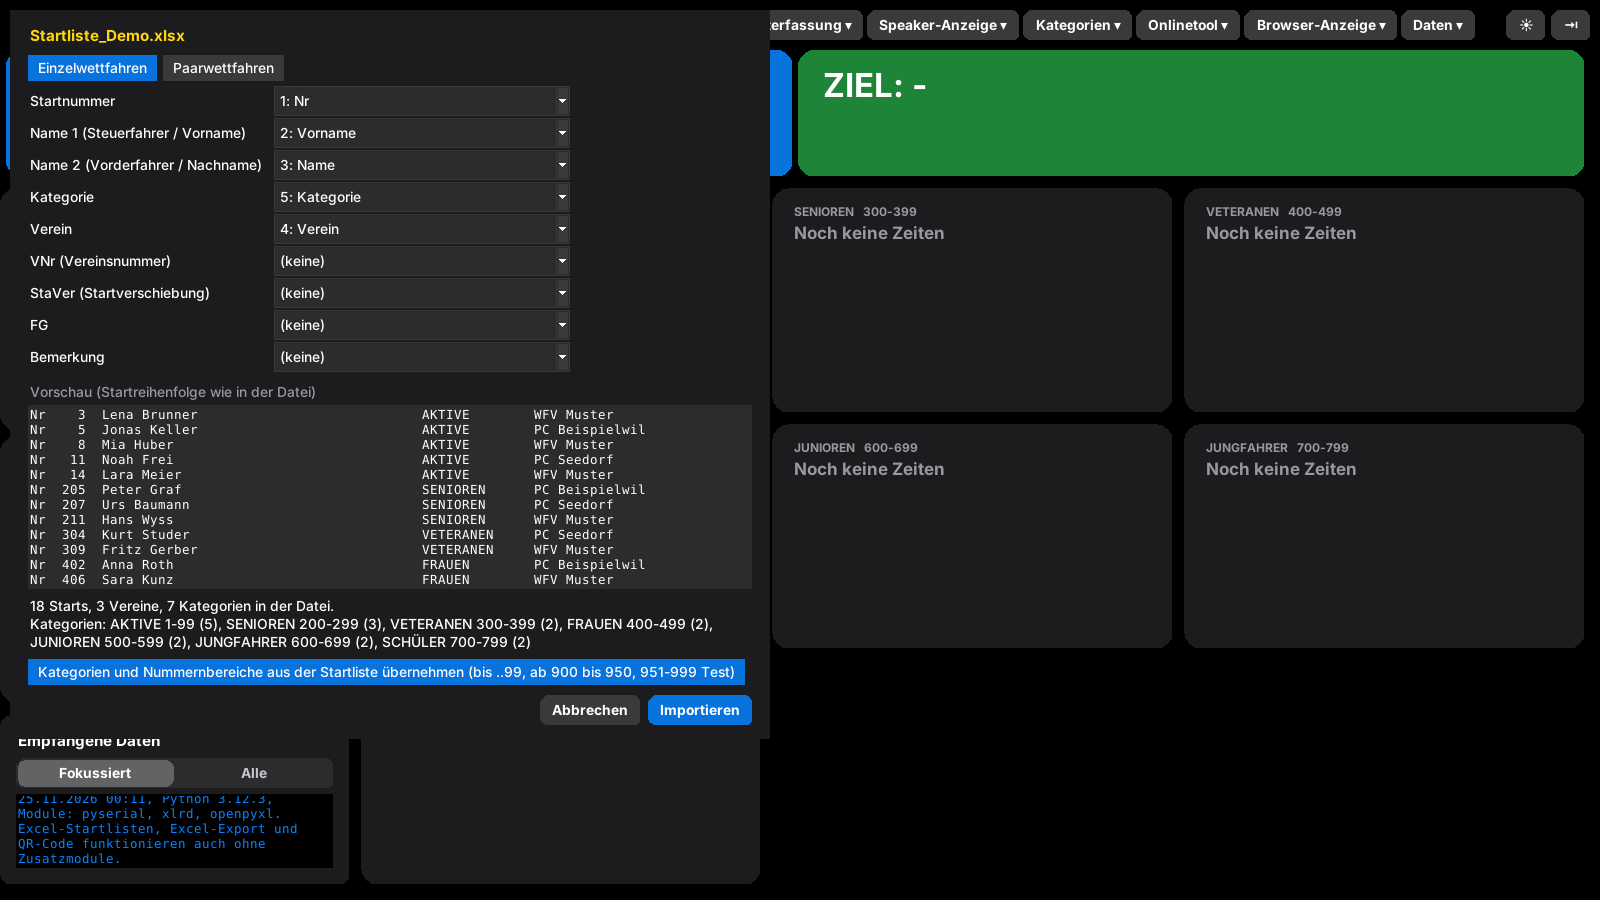 Startliste_Demo.xlsx
Einzelwettfahren
Paarwettfahren
Startnummer 1: Nr
Name 1 (Steuerfahrer / Vorname) 2: Vorname
Name 2 (Vorderfahrer / Nachname) 3: Name
Kategorie 5: Kategorie
Verein 4: Verein
VNr (Vereinsnummer) (keine)
StaVer (Startverschiebung) (keine)
FG (keine)
Bemerkung (keine)
Vorschau (Startreihenfolge wie in der Datei)
Nr 3 Lena Brunner AKTIVE WFV Muster
Nr 5 Jonas Keller AKTIVE PC Beispielwil
Nr 8 Mia Huber AKTIVE WFV Muster
Nr 11 Noah Frei AKTIVE PC Seedorf
Nr 14 Lara Meier AKTIVE WFV Muster
Nr 205 Peter Graf SENIOREN PC Beispielwil
Nr 207 Urs Baumann SENIOREN PC Seedorf
Nr 211 Hans Wyss SENIOREN WFV Muster
Nr 304 Kurt Studer VETERANEN PC Seedorf
Nr 309 Fritz Gerber VETERANEN WFV Muster
Nr 402 Anna Roth FRAUEN PC Beispielwil
Nr 406 Sara Kunz FRAUEN WFV Muster
18 Starts, 3 Vereine, 7 Kategorien in der Datei.
Kategorien: AKTIVE 1-99 (5), SENIOREN 200-299 (3), VETERANEN 300-399 (2), FRAUEN 400-499 (2),
JUNIOREN 500-599 (2), JUNGFAHRER 600-699 (2), SCHÜLER 700-799 (2)
Kategorien und Nummernbereiche aus der Startliste übernehmen (bis ..99, ab 900 bis 950, 951-999 Test)
Abbrechen
Importieren
Speaker-Anzeige ▾
Kategorien ▾
Onlinetool ▾
Browser-Anzeige ▾
Daten ▾
ZIEL: -
SENIOREN 300-399
Noch keine Zeiten
VETERANEN 400-499
Noch keine Zeiten
JUNIOREN 600-699
Noch keine Zeiten
JUNGFAHRER 700-799
Noch keine Zeiten
Empfangene Daten
Fokussiert
Alle
25.11.2026 00:11, Python 3.12.3,
Module: pyserial, xlrd, openpyxl.
Excel-Startlisten, Excel-Export und
QR-Code funktionieren auch ohne
Zusatzmodule.